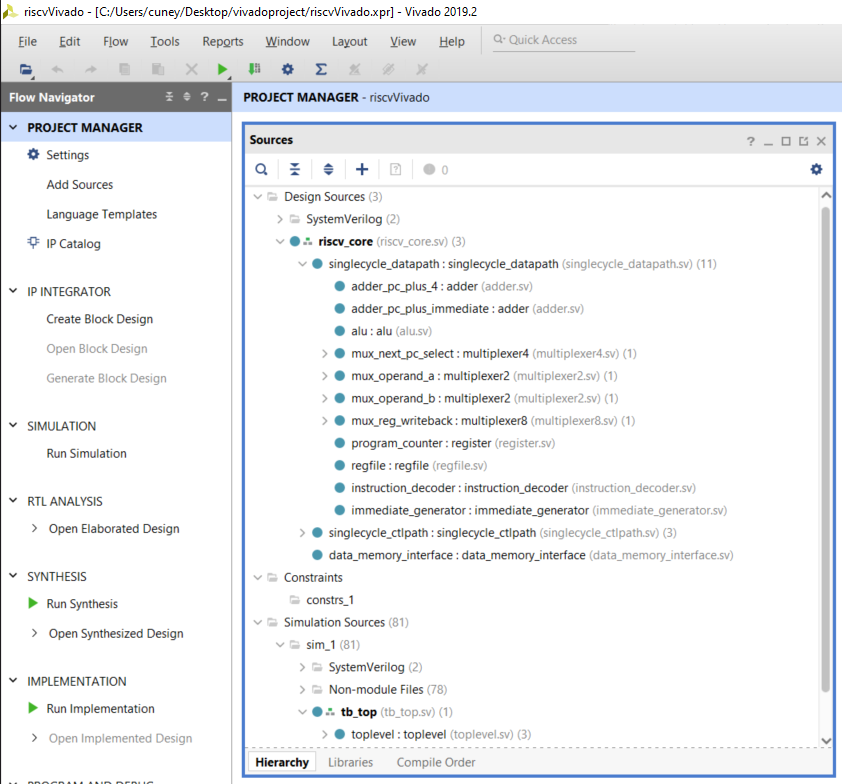 riscvVivado - [C:/Users/cuney/Desktop/vivadoproject/riscvVivado.xpr] - Vivado 2019.2
File Edit Flow Tools Reports Window Layout View Help Quick Access
Flow Navigator
PROJECT MANAGER
Settings
Add Sources
Language Templates
IP Catalog
IP INTEGRATOR
Create Block Design
Open Block Design
Generate Block Design
SIMULATION
Run Simulation
RTL ANALYSIS
Open Elaborated Design
SYNTHESIS
Run Synthesis
Open Synthesized Design
IMPLEMENTATION
Run Implementation
Open Implemented Design
PROGRAM AND DEBUG
PROJECT MANAGER - riscvVivado
Sources
0
Design Sources (3)
SystemVerilog (2)
riscv_core (riscv_core.sv) (3)
singlecycle_datapath : singlecycle_datapath (singlecycle_datapath.sv) (11)
adder_pc_plus_4 : adder (adder.sv)
adder_pc_plus_immediate : adder (adder.sv)
alu : alu (alu.sv)
mux_next_pc_select : multiplexer4 (multiplexer4.sv) (1)
mux_operand_a : multiplexer2 (multiplexer2.sv) (1)
mux_operand_b : multiplexer2 (multiplexer2.sv) (1)
mux_reg_writeback : multiplexer8 (multiplexer8.sv) (1)
program_counter : register (register.sv)
regfile : regfile (regfile.sv)
instruction_decoder : instruction_decoder (instruction_decoder.sv)
immediate_generator : immediate_generator (immediate_generator.sv)
singlecycle_ctlpath : singlecycle_ctlpath (singlecycle_ctlpath.sv) (3)
data_memory_interface : data_memory_interface (data_memory_interface.sv)
Constraints
constrs_1
Simulation Sources (81)
sim_1 (81)
SystemVerilog (2)
Non-module Files (78)
tb_top (tb_top.sv) (1)
toplevel : toplevel (toplevel.sv) (3)
Hierarchy Libraries Compile Order